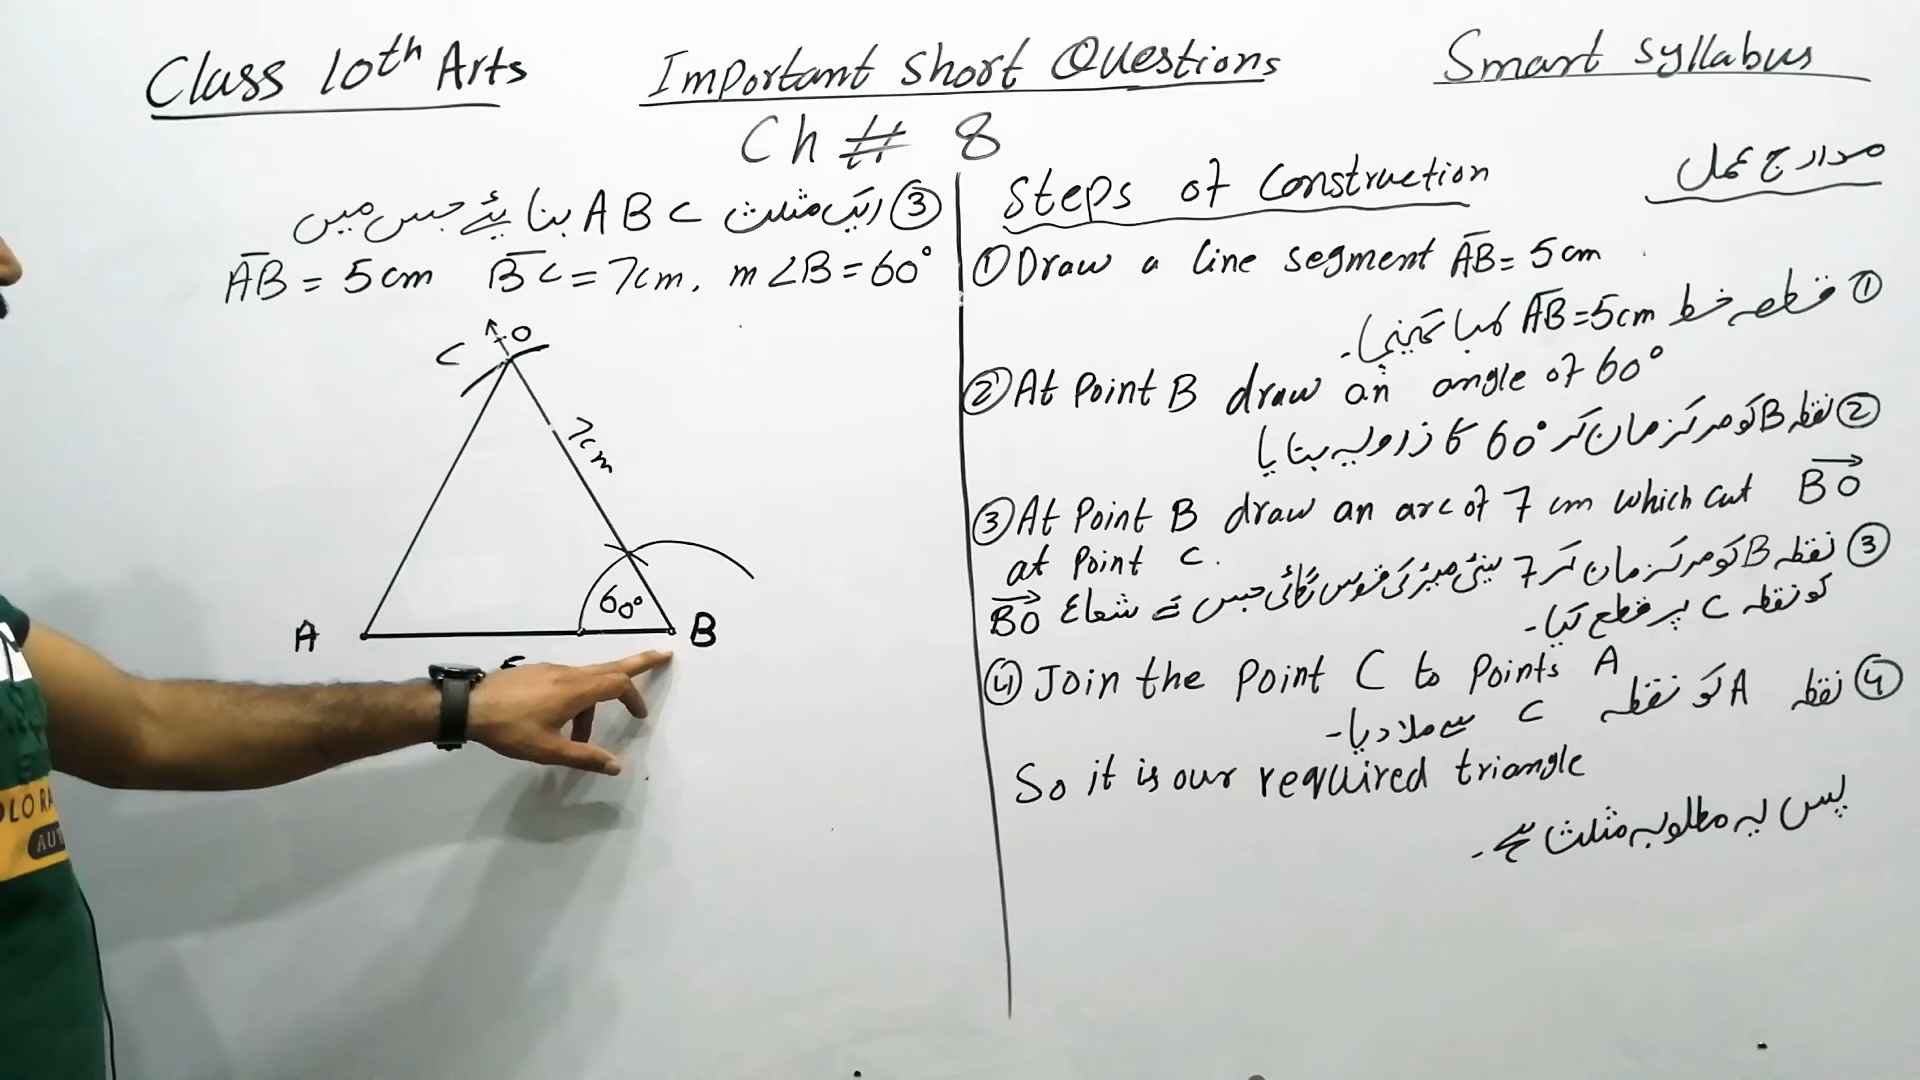 Class 10th Arts
Important Short Questions
Smart Syllabus
Ch # 8
③ ایک مثلث A B C بنائیے جس میں
AB = 5cm BC = 7cm, m∠B = 60°
C
O
7cm
60°
A
B
Steps of Construction
مدارج عمل
① Draw a line segment AB = 5cm
① قطعہ خط AB = 5cm لمبا کھینچا۔
② At Point B draw an angle of 60°
② نقطہ B کو مرکز مان کر 60° کا زاویہ بنایا
③ At Point B draw an arc of 7 cm which cut BO
at Point C.
③ نقطہ B کو مرکز مان کر 7 سینٹی میٹر کی قوس لگائی جس نے شعاع BO
کو نقطہ C پر قطع کیا۔
④ Join the Point C to Points A
④ نقطہ A کو نقطہ C سے ملا دیا۔
So it is our required triangle
پس یہ مطلوبہ مثلث ہے۔